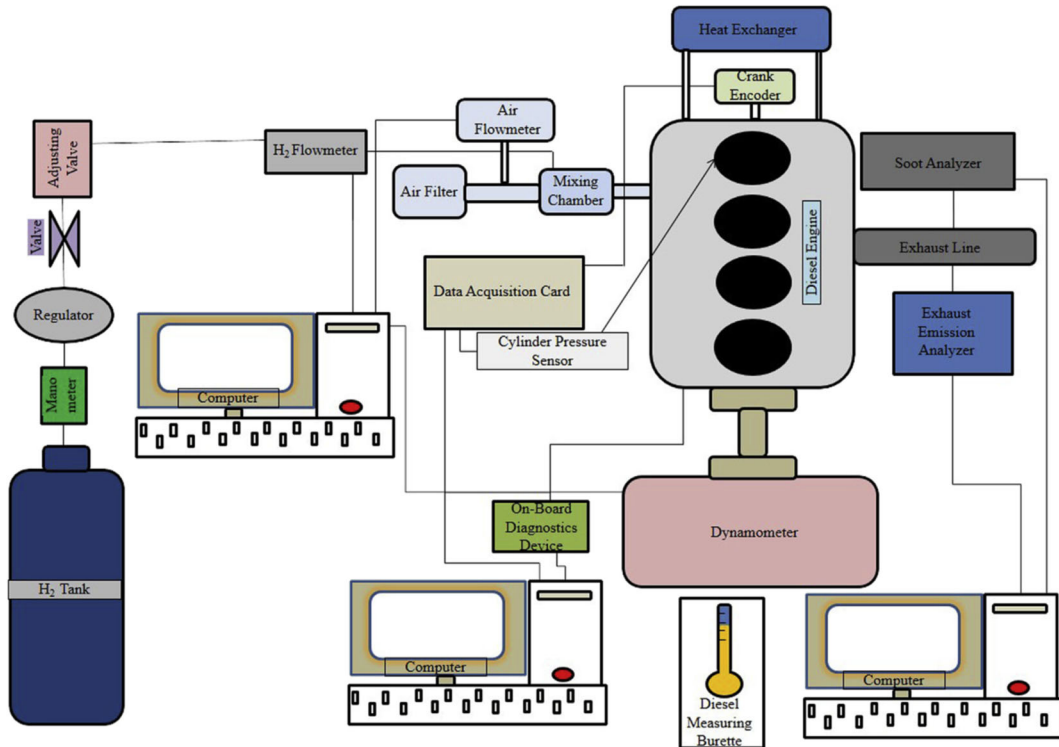 Heat Exchanger
Crank
Encoder
Air
Flowmeter
Adjusting
Valve
H₂ Flowmeter
Soot Analyzer
Air Filter
Mixing
Chamber
Valve
Diesel Engine
Exhaust Line
Data Acquisition Card
Regulator
Exhaust
Emission
Analyzer
Cylinder Pressure
Sensor
Mano
meter
Computer
On-Board
Diagnostics
Device
Dynamometer
H₂ Tank
Computer
Computer
Diesel
Measuring
Burette